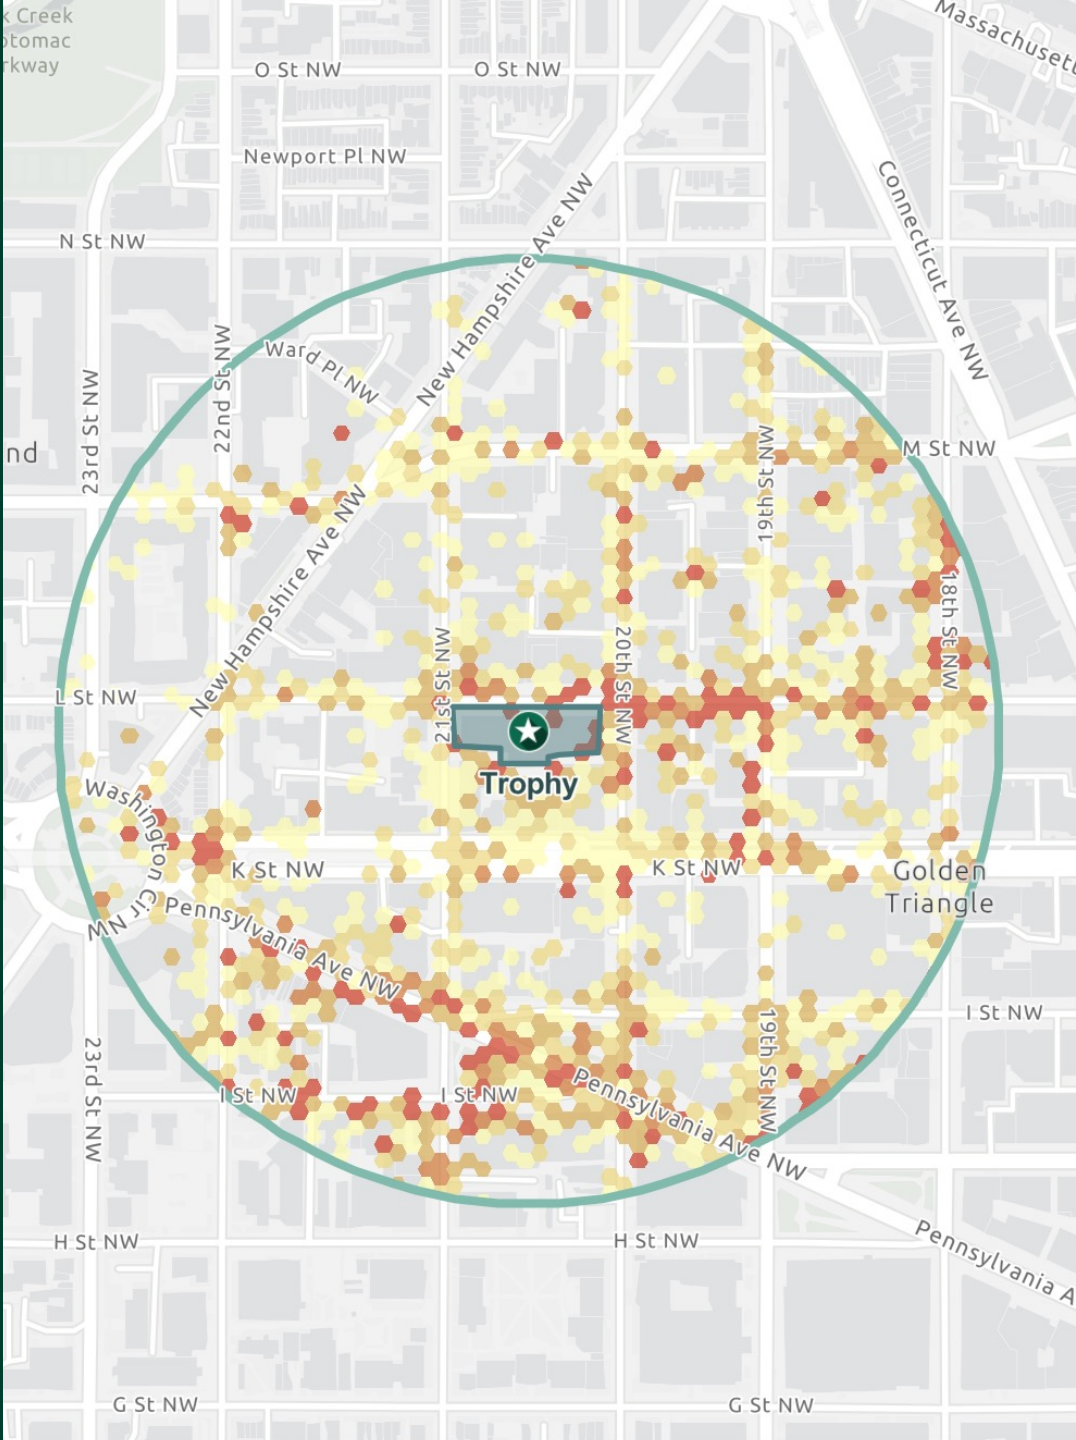 k Creek
otomac
rkway
Massachuset
O St NW
O St NW
Newport Pl NW
Connecticut Ave NW
N St NW
New Hampshire Ave NW
Ward Pl NW
22nd St NW
23rd St NW
nd
19th St NW
M St NW
New Hampshire Ave NW
18th St NW
21st St NW
20th St NW
L St NW
Trophy
Washington Cir NW
K St NW
K St NW
Golden
Triangle
Pennsylvania Ave NW
I St NW
19th St NW
23rd St NW
I St NW
I St NW
Pennsylvania Ave NW
H St NW
H St NW
Pennsylvania A
G St NW
G St NW